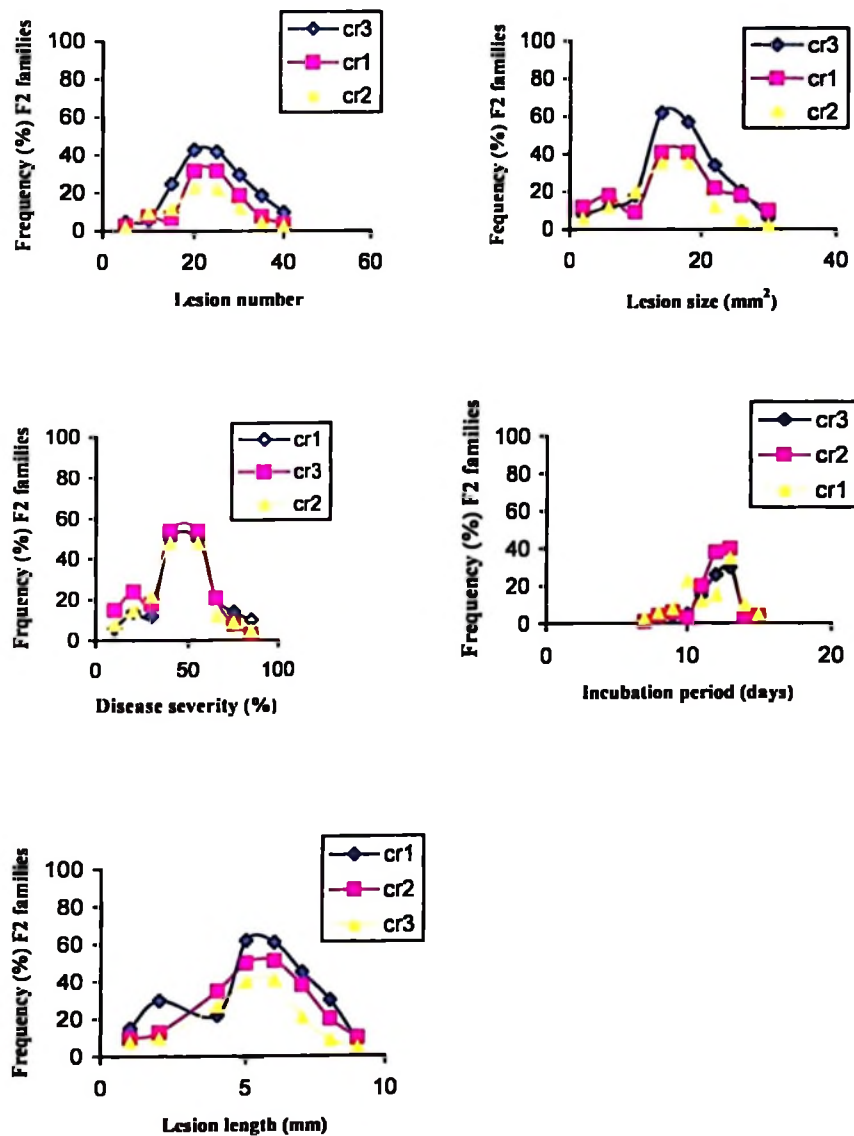 Frequency (%) F2 families
100
80
60
40
20
0
0 20 40 60
Lesion number
cr3
cr1
cr2
Fequency (%) F2 families
100
80
60
40
20
0
0 20 40
Lesion size (mm²)
cr3
cr1
cr2
Frquency (%) F2 families
100
80
60
40
20
0
0 50 100
Disease severity (%)
cr1
cr3
cr2
Frequency (%) F2 families
100
80
60
40
20
0
0 10 20
Incubation period (days)
cr3
cr2
cr1
Frequency (%) F2 families
100
80
60
40
20
0
0 5 10
Lesion length (mm)
cr1
cr2
cr3